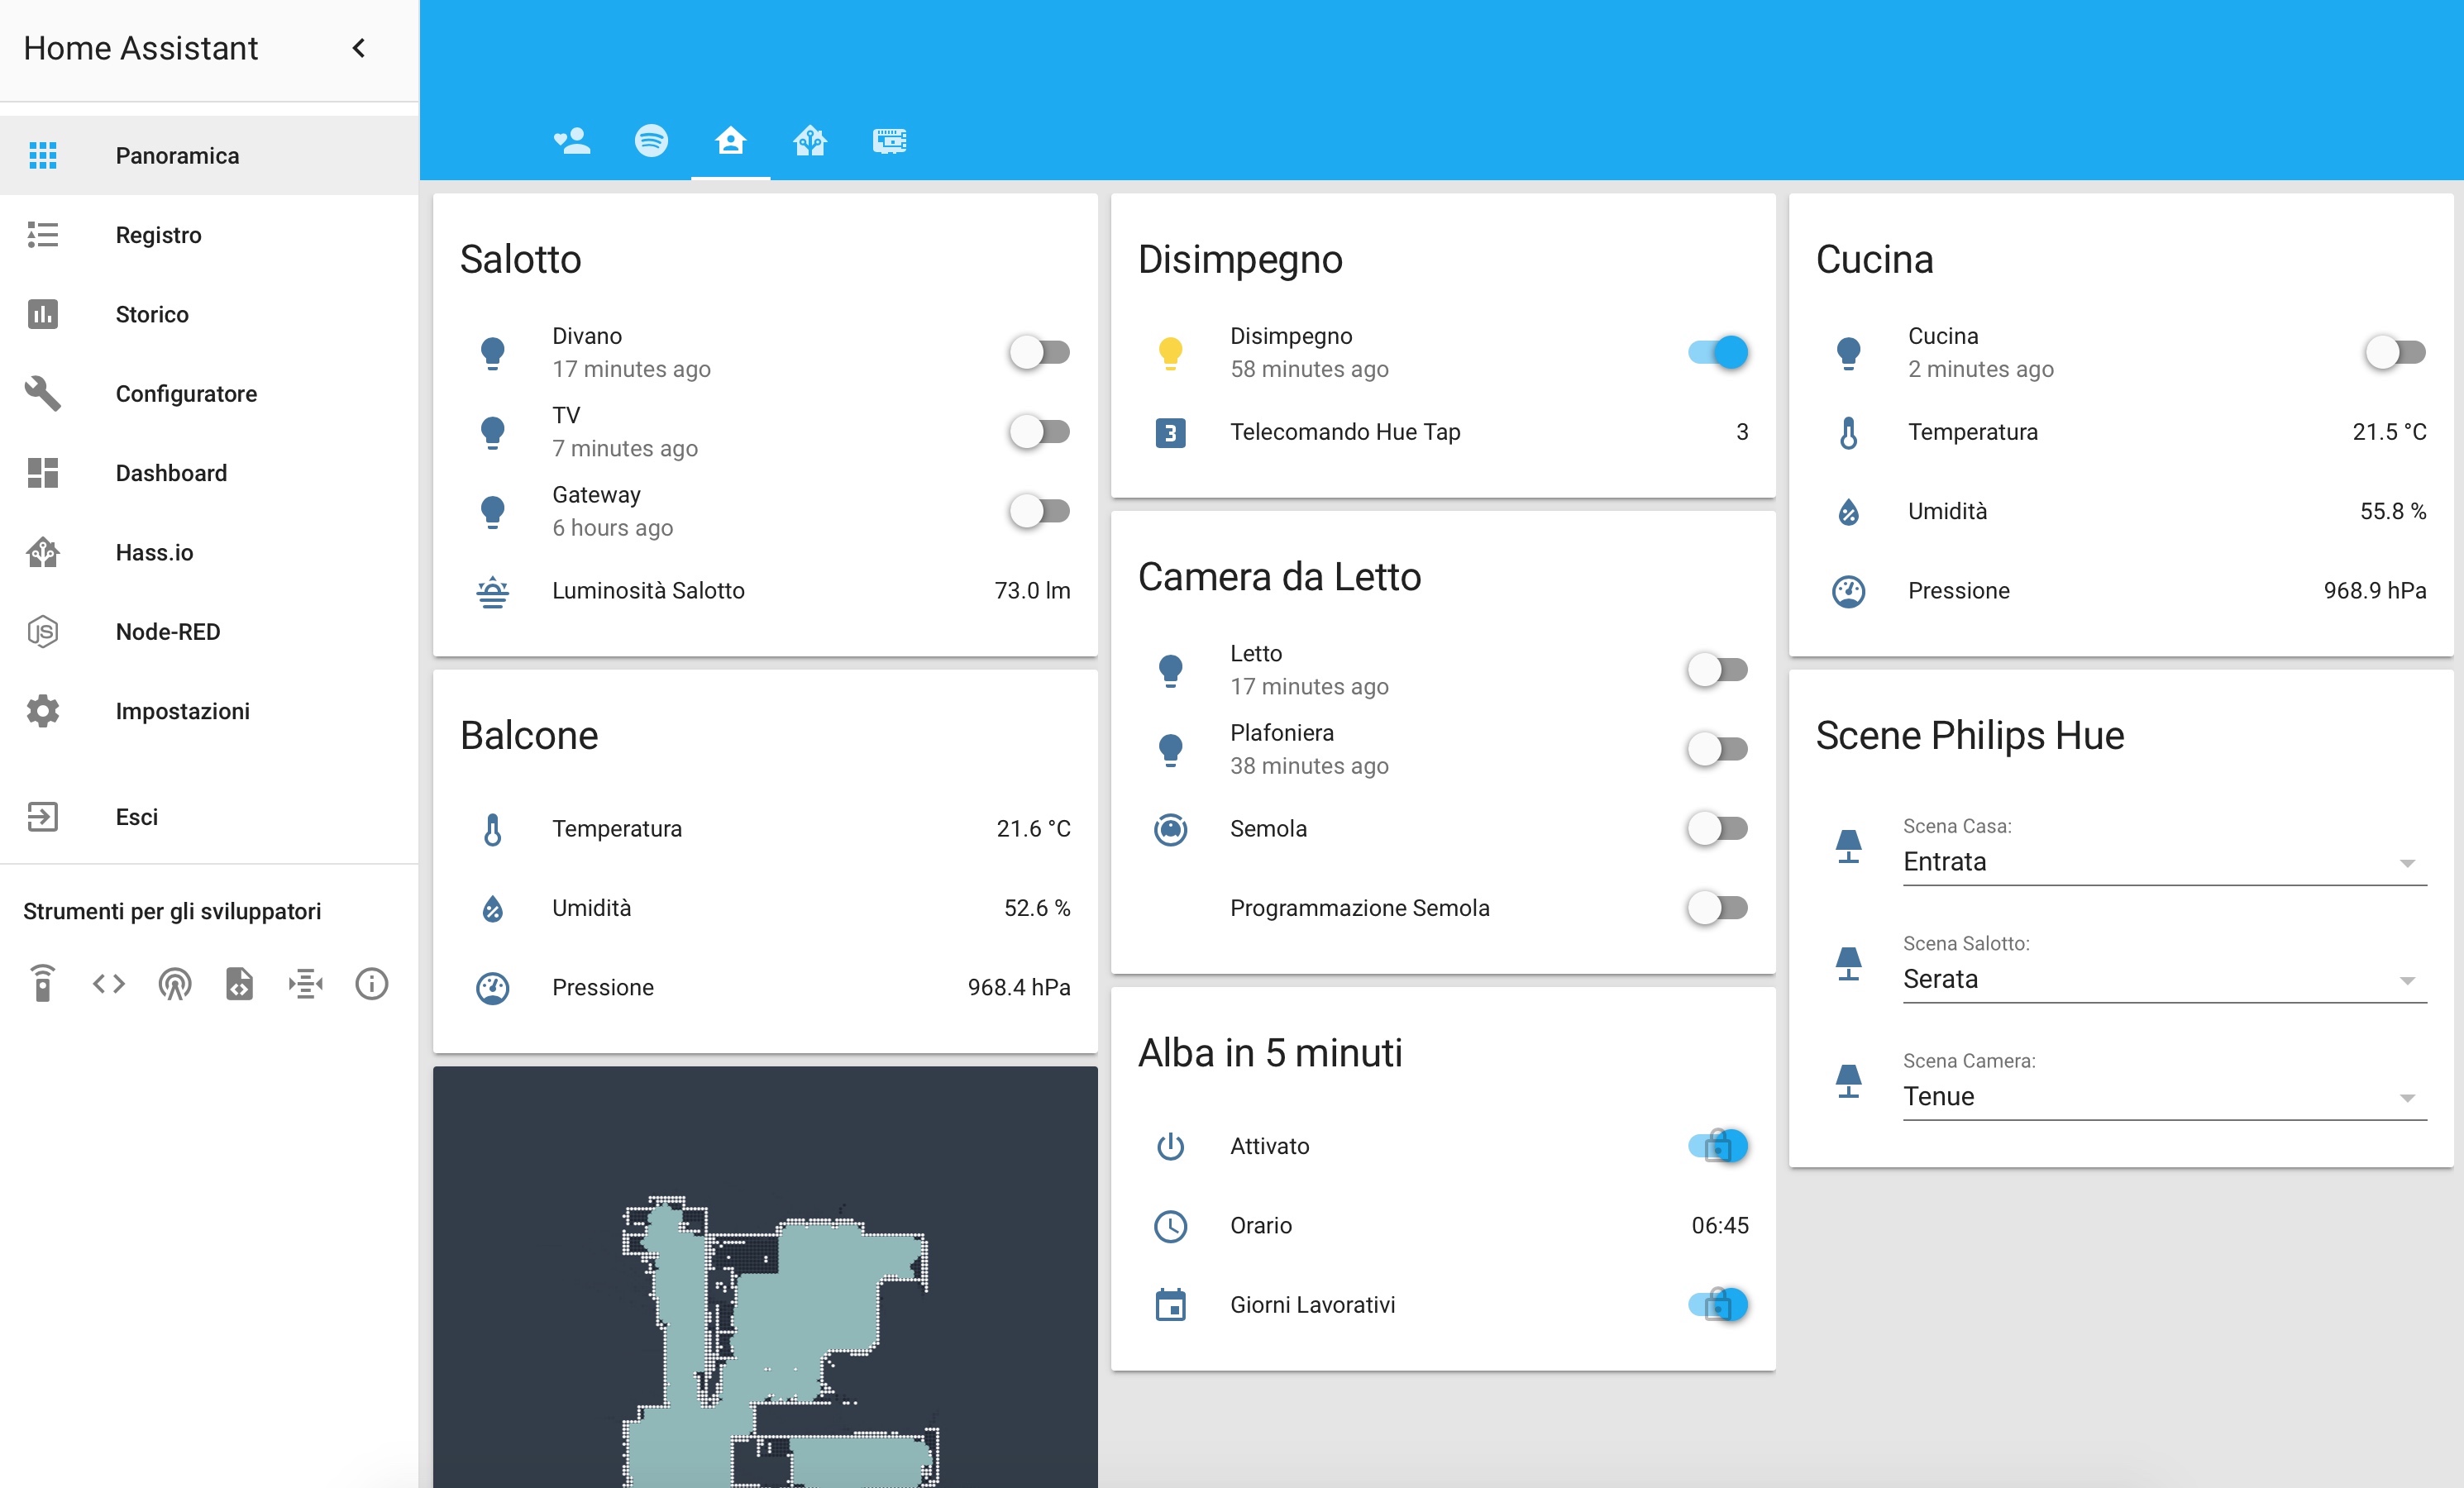 Home Assistant
Panoramica
Registro
Storico
Configuratore
Dashboard
Hass.io
Node-RED
Impostazioni
Esci
Strumenti per gli sviluppatori
Salotto
Divano
17 minutes ago
TV
7 minutes ago
Gateway
6 hours ago
Luminosità Salotto 73.0 lm
Balcone
Temperatura 21.6 °C
Umidità 52.6 %
Pressione 968.4 hPa
Disimpegno
Disimpegno
58 minutes ago
3 Telecomando Hue Tap 3
Camera da Letto
Letto
17 minutes ago
Plafoniera
38 minutes ago
Semola
Programmazione Semola
Alba in 5 minuti
Attivato
Orario 06:45
Giorni Lavorativi
Cucina
Cucina
2 minutes ago
Temperatura 21.5 °C
Umidità 55.8 %
Pressione 968.9 hPa
Scene Philips Hue
Scena Casa:
Entrata
Scena Salotto:
Serata
Scena Camera:
Tenue